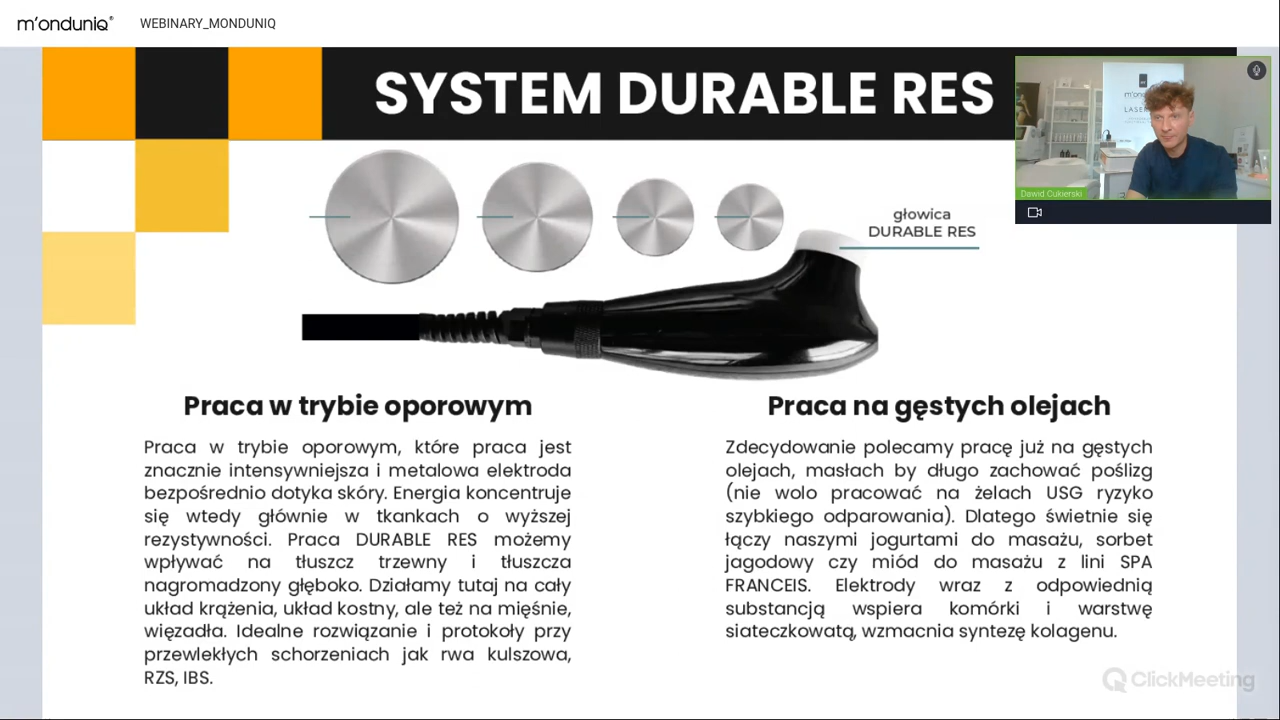 m'onduniq®
WEBINARY_MONDUNIQ
SYSTEM DURABLE RES
Dawid Cukierski
głowica
DURABLE RES
Praca w trybie oporowym
Praca w trybie oporowym, które praca jest
znacznie intensywniejsza i metalowa elektroda
bezpośrednio dotyka skóry. Energia koncentruje
się wtedy głównie w tkankach o wyższej
rezystywności. Praca DURABLE RES możemy
wpływać na tłuszcz trzewny i tłuszcza
nagromadzony głęboko. Działamy tutaj na cały
układ krążenia, układ kostny, ale też na mięśnie,
więzadła. Idealne rozwiązanie i protokoły przy
przewlekłych schorzeniach jak rwa kulszowa,
RZS, IBS.
Praca na gęstych olejach
Zdecydowanie polecamy pracę już na gęstych
olejach, masłach by długo zachować poślizg
(nie wolo pracować na żelach USG ryzyko
szybkiego odparowania). Dlatego świetnie się
łączy naszymi jogurtami do masażu, sorbet
jagodowy czy miód do masażu z lini SPA
FRANCEIS. Elektrody wraz z odpowiednią
substancją wspiera komórki i warstwę
siateczkowatą, wzmacnia syntezę kolagenu.
ClickMeeting